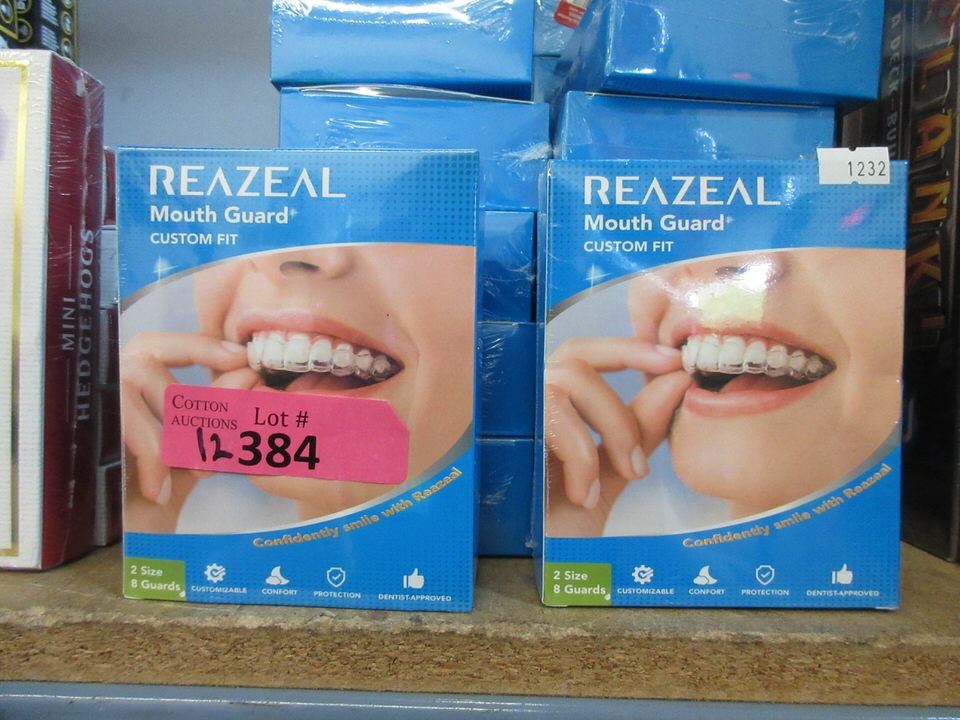 MINI
HEDGEHOGS
REAZEAL
Mouth Guard
CUSTOM FIT
COTTON
AUCTIONS
Lot #
12 384
Confidently smile with Reazeal
2 Size
8 Guards
CUSTOMIZABLE
CONFORT
PROTECTION
DENTIST-APPROVED
1232
REAZEAL
Mouth Guard
CUSTOM FIT
Confidently smile with Reazeal
2 Size
8 Guards
CUSTOMIZABLE
CONFORT
PROTECTION
DENTIST-APPROVED